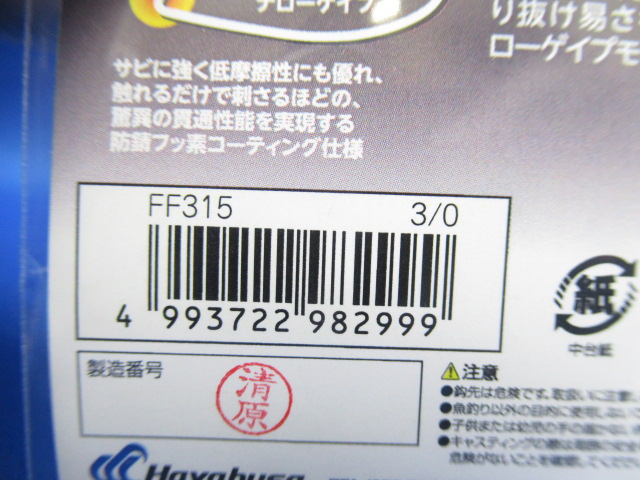 ナローゲイプ
り抜け易さ
ローゲイプモ
サビに強く低摩擦性にも優れ、
触れるだけで刺さるほどの、
驚異の貫通性能を実現する
防錆フッ素コーティング仕様
FF315 3/0
4 993722 982999
紙
中台紙
製造番号
清原
⚠注意
●鈎先は危険です。取扱いに注意
●魚釣り以外の目的に使用しな
●子供または幼児の手の届かな
●キャスティングの際は周囲の安全
危険がないことを確認してくだ
Hayabusa